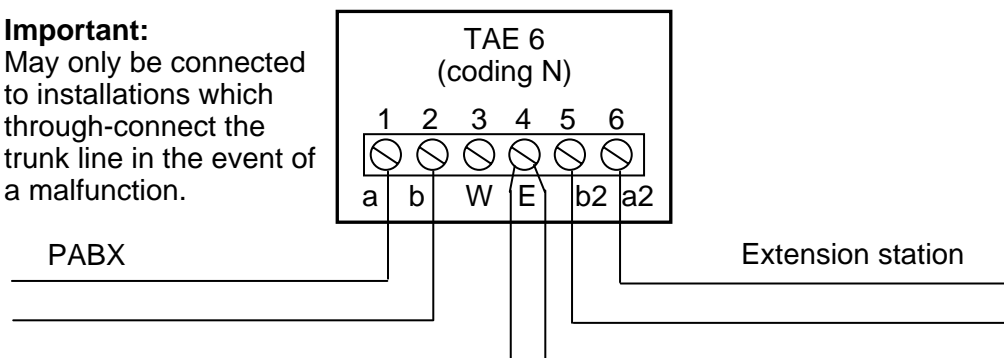 Important:
May only be connected
to installations which
through-connect the
trunk line in the event of
a malfunction.
TAE 6
(coding N)
1 2 3 4 5 6
a b W E b2 a2
PABX
Extension station